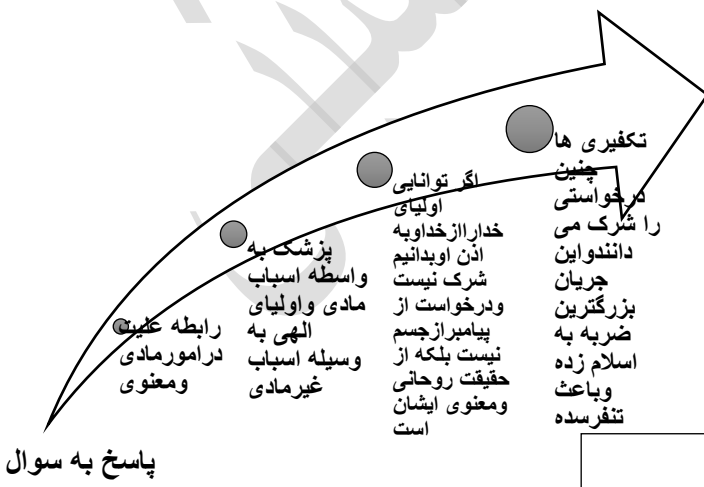 تکفیری ها
چنین
درخواستی
را شرک می
دانندواین
جریان
بزرگترین
ضربه به
اسلام زده
وباعث
تنفرسده
اگر توانایی
اولیای
خداراازخداوبه
اذن اوبدانیم
شرک نیست
ودرخواست از
پیامبرازجسم
نیست بلکه از
حقیقت روحانی
ومعنوی ایشان
است
پزشک به
واسطه اسباب
مادی واولیای
الهی به
وسیله اسباب
غیرمادی
رابطه علیت
درامورمادی
ومعنوی
پاسخ به سوال